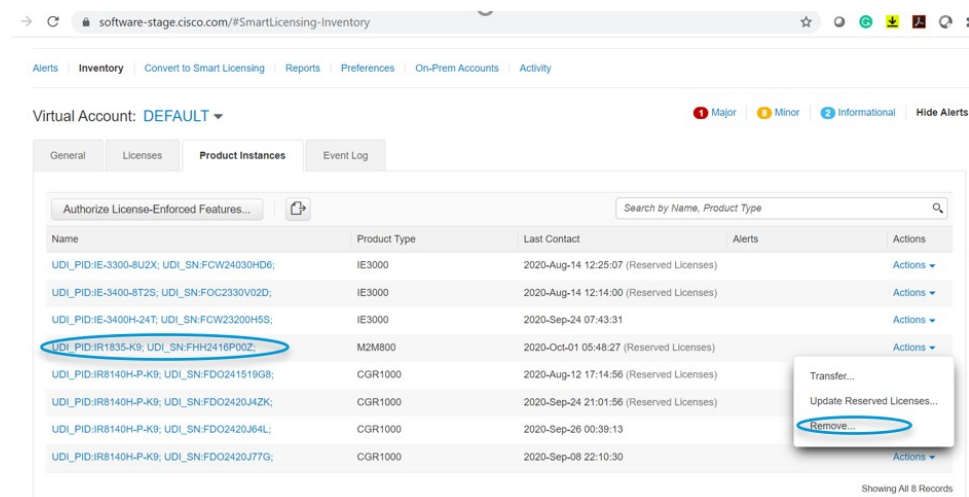 software-stage.cisco.com/#SmartLicensing-Inventory
Alerts Inventory Convert to Smart Licensing Reports Preferences On-Prem Accounts Activity
Virtual Account: DEFAULT 1 Major 8 Minor 2 Informational Hide Alerts
General Licenses Product Instances Event Log
Authorize License-Enforced Features... Search by Name, Product Type
Name Product Type Last Contact Alerts Actions
UDI_PID:IE-3300-8U2X; UDI_SN:FCW24030HD6; IE3000 2020-Aug-14 12:25:07 (Reserved Licenses) Actions
UDI_PID:IE-3400-8T2S; UDI_SN:FOC2330V02D; IE3000 2020-Aug-14 12:14:00 (Reserved Licenses) Actions
UDI_PID:IE-3400H-24T; UDI_SN:FCW23200H5S; IE3000 2020-Sep-24 07:43:31 Actions
UDI_PID:IR1835-K9; UDI_SN:FHH2416P00Z; M2M800 2020-Oct-01 05:48:27 (Reserved Licenses) Actions
UDI_PID:IR8140H-P-K9; UDI_SN:FDO241519G8; CGR1000 2020-Aug-12 17:14:56 (Reserved Licenses) Transfer...
UDI_PID:IR8140H-P-K9; UDI_SN:FDO2420J4ZK; CGR1000 2020-Sep-24 21:01:56 (Reserved Licenses) Update Reserved Licenses...
UDI_PID:IR8140H-P-K9; UDI_SN:FDO2420J64L; CGR1000 2020-Sep-26 00:39:13 Remove...
UDI_PID:IR8140H-P-K9; UDI_SN:FDO2420J77G; CGR1000 2020-Sep-08 22:10:30 Actions
Showing All 8 Records